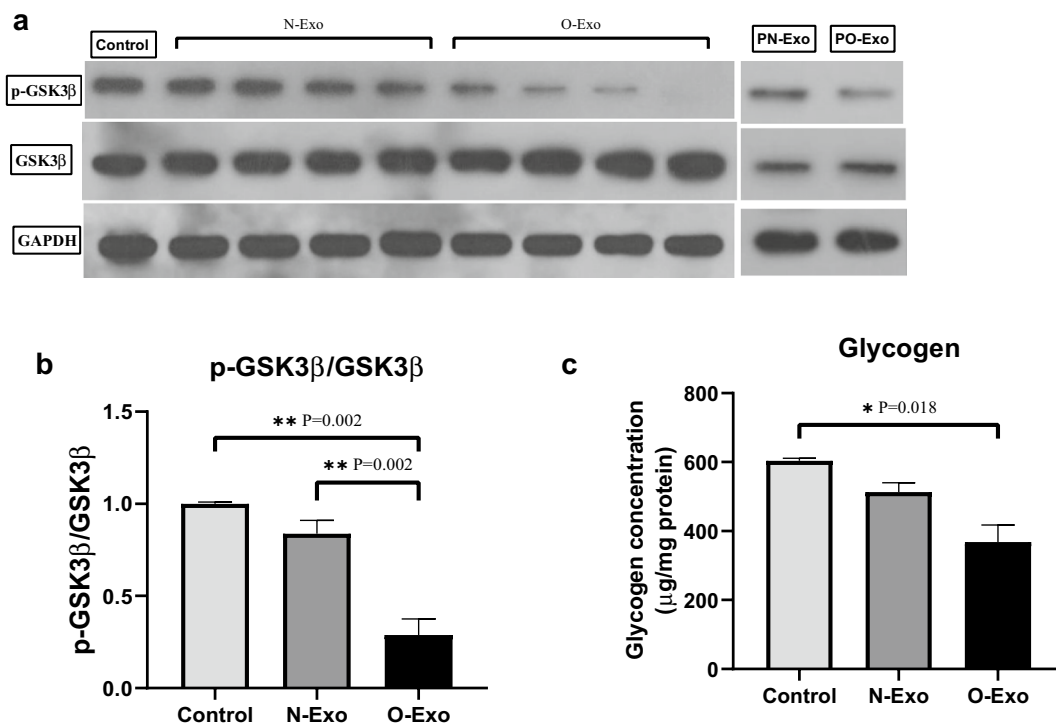 a
N-Exo
O-Exo
Control
PN-Exo
PO-Exo
p-GSK3β
GSK3β
GAPDH
b
p-GSK3β/GSK3β
p-GSK3β/GSK3β
1.5
1.0
0.5
0.0
** P=0.002
** P=0.002
Control
N-Exo
O-Exo
c
Glycogen
Glycogen concentration
(μg/mg protein)
800
600
400
200
0
* P=0.018
Control
N-Exo
O-Exo